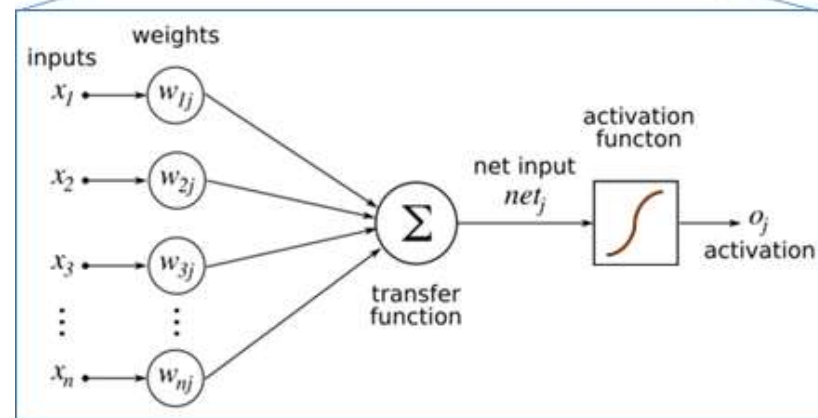 weights
inputs
x₁ w₁ⱼ
activation
functon
x₂ w₂ⱼ
net input
netⱼ
Σ
oⱼ
activation
x₃ w₃ⱼ
transfer
function
⋮ ⋮
xₙ wₙⱼ